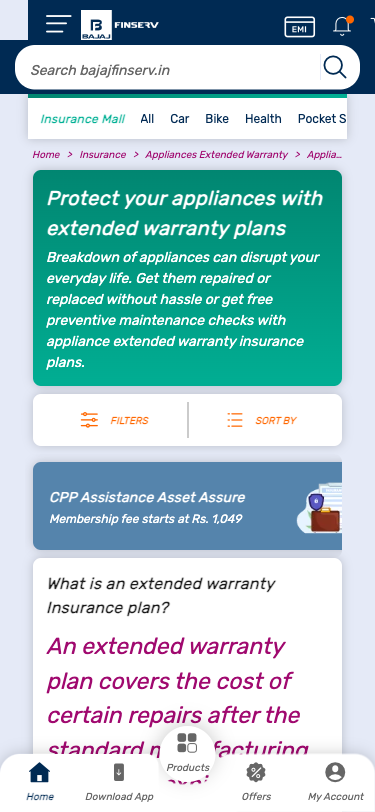 BAJAJ FINSERV
EMI
Search bajajfinserv.in
Insurance Mall All Car Bike Health Pocket S
Home > Insurance > Appliances Extended Warranty > Applia...
Protect your appliances with
extended warranty plans
Breakdown of appliances can disrupt your
everyday life. Get them repaired or
replaced without hassle or get free
preventive maintenance checks with
appliance extended warranty insurance
plans.
FILTERS SORT BY
CPP Assistance Asset Assure
Membership fee starts at Rs. 1,049
What is an extended warranty
Insurance plan?
An extended warranty
plan covers the cost of
certain repairs after the
standard
Home Download App Products Offers My Account